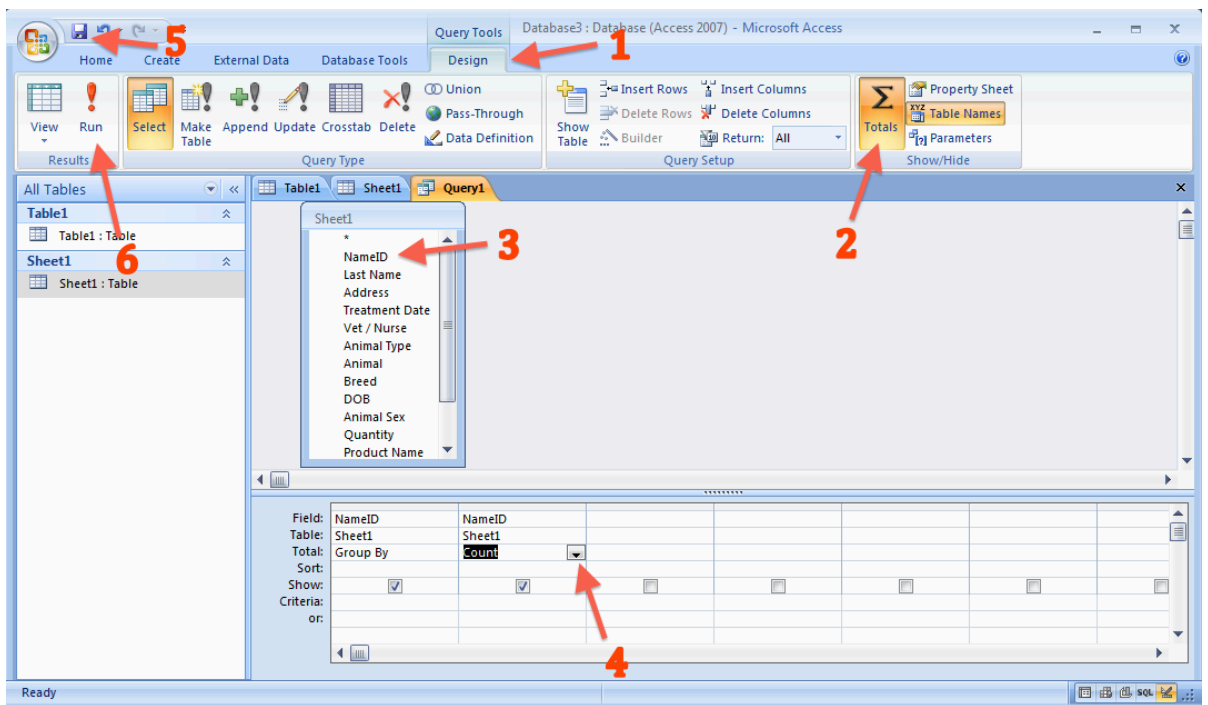 Query Tools Database3 : Database (Access 2007) - Microsoft Access
5
Home Create External Data Database Tools Design
1
View Run
Select Make Table Append Update Crosstab Delete
Union
Pass-Through
Data Definition
Show Table
Insert Rows
Delete Rows
Builder
Insert Columns
Delete Columns
Return: All
Totals
Property Sheet
XYZ Table Names
[?] Parameters
Results Query Type Query Setup Show/Hide
All Tables
Table1
Table1 : Table
Sheet1
Sheet1 : Table
6
Table1 Sheet1 Query1
Sheet1
*
NameID
Last Name
Address
Treatment Date
Vet / Nurse
Animal Type
Animal
Breed
DOB
Animal Sex
Quantity
Product Name
3
2
Field: NameID NameID
Table: Sheet1 Sheet1
Total: Group By Count
Sort:
Show:
Criteria:
or:
4
Ready SQL